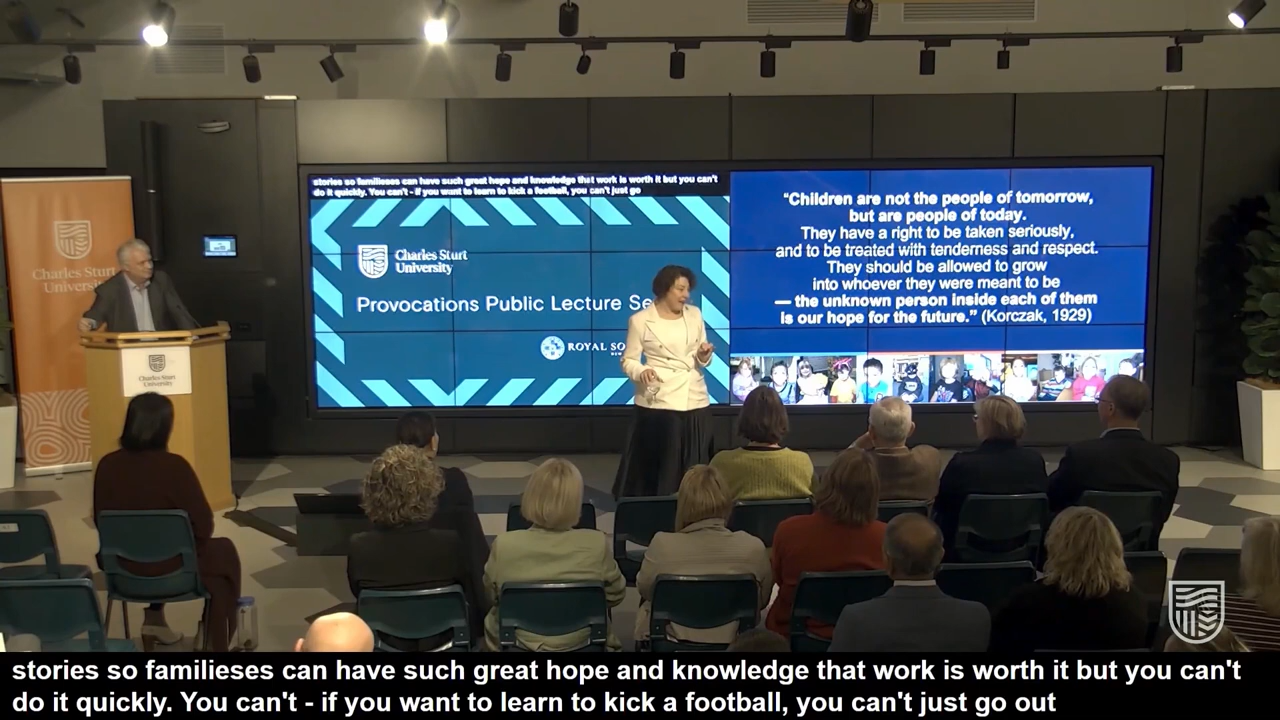 stories so familieses can have such great hope and knowledge that work is worth it but you can't
do it quickly. You can't - if you want to learn to kick a football, you can't just go
Charles Sturt
University
Provocations Public Lecture
ROYAL
“Children are not the people of tomorrow,
but are people of today.
They have a right to be taken seriously,
and to be treated with tenderness and respect.
They should be allowed to grow
into whoever they were meant to be
— the unknown person inside each of them
is our hope for the future.” (Korczak, 1929)
Charles Sturt
University
Charles Sturt
University
stories so familieses can have such great hope and knowledge that work is worth it but you can't
do it quickly. You can't - if you want to learn to kick a football, you can't just go out